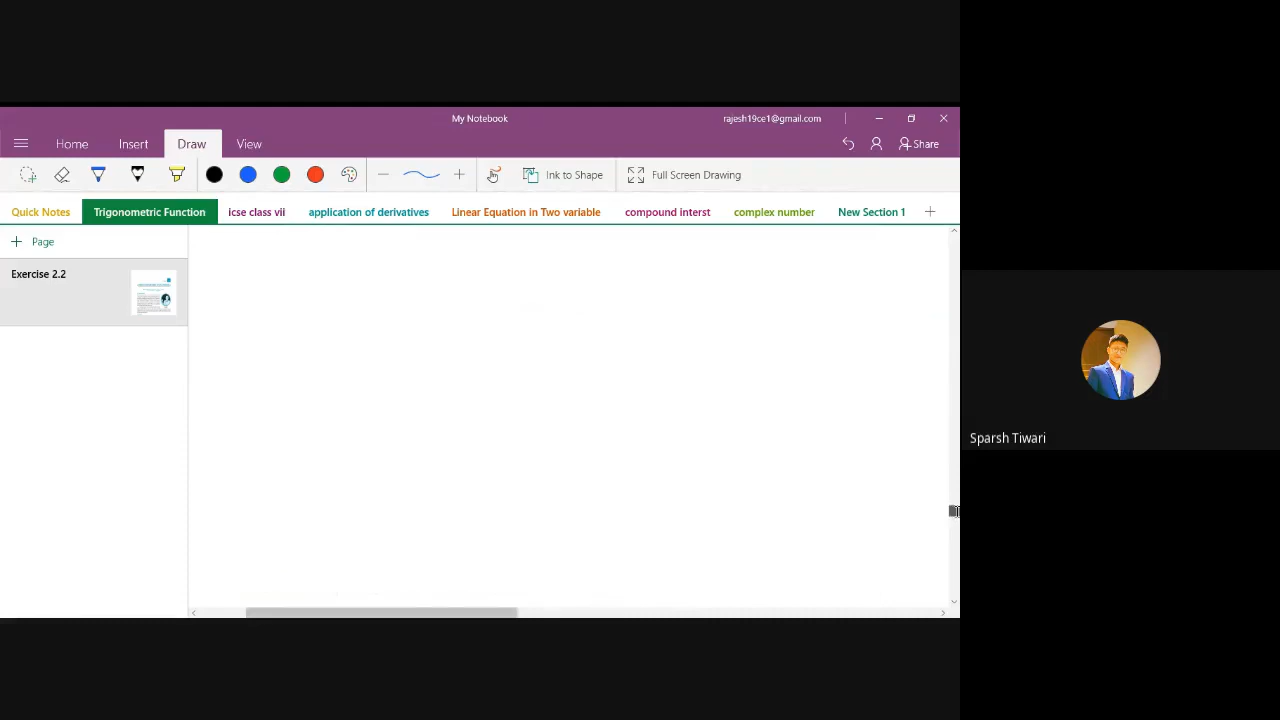 My Notebook
rajesh19ce1@gmail.com
Home Insert Draw View
Share
Ink to Shape
Full Screen Drawing
Quick Notes Trigonometric Function icse class vii application of derivatives Linear Equation in Two variable compound interst complex number New Section 1
Page
Exercise 2.2
Sparsh Tiwari